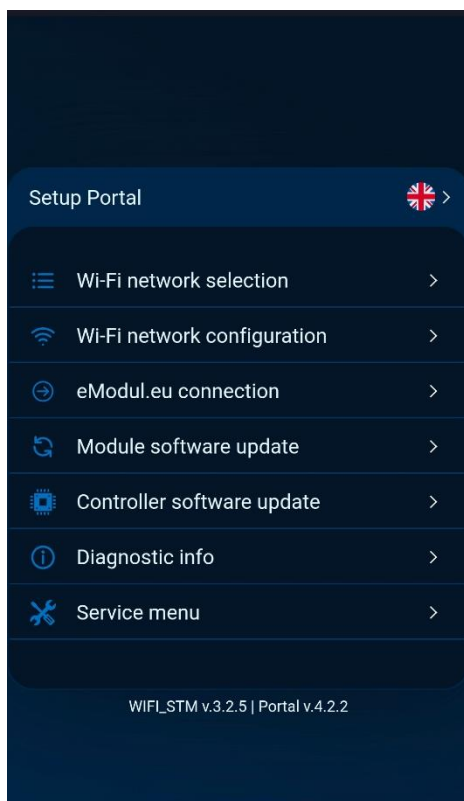 Setup Portal
Wi-Fi network selection
Wi-Fi network configuration
eModul.eu connection
Module software update
Controller software update
Diagnostic info
Service menu
WIFI_STM v.3.2.5 | Portal v.4.2.2